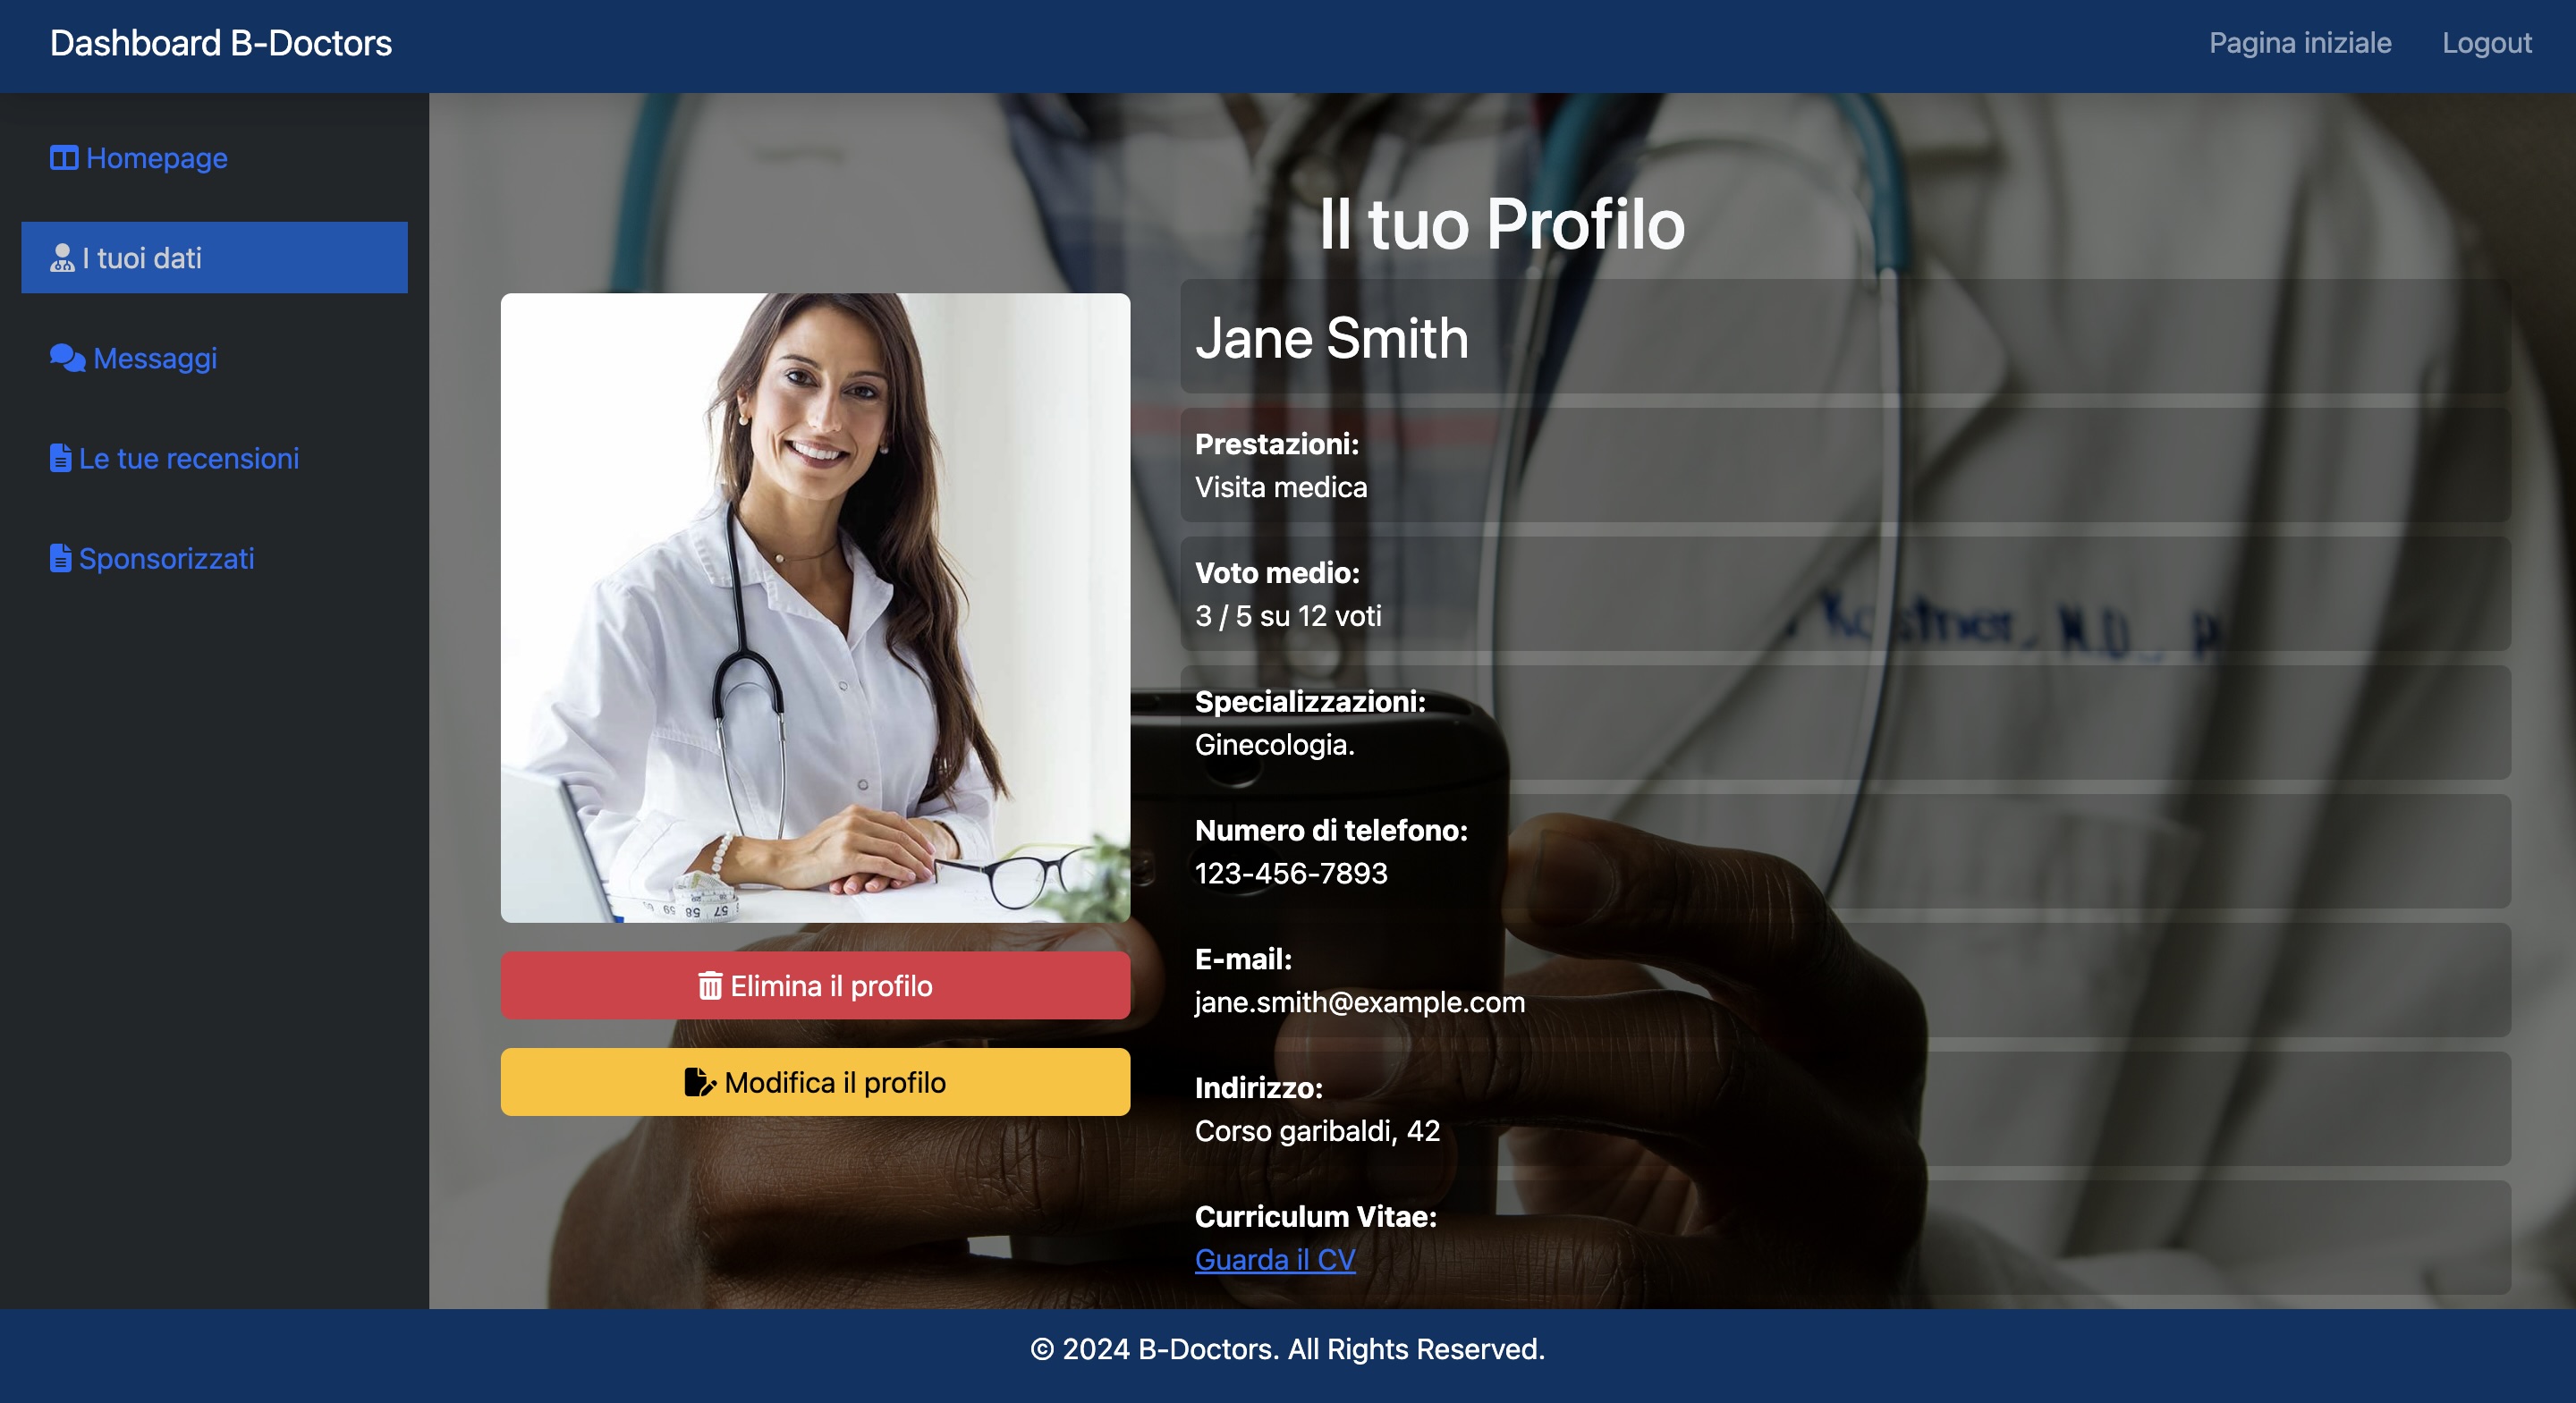 Dashboard B-Doctors
Pagina iniziale
Logout
Homepage
I tuoi dati
Messaggi
Le tue recensioni
Sponsorizzati
Il tuo Profilo
57 58 59
Elimina il profilo
Modifica il profilo
Jane Smith
Prestazioni:
Visita medica
Voto medio:
3 / 5 su 12 voti
Specializzazioni:
Ginecologia.
Numero di telefono:
123-456-7893
E-mail:
jane.smith@example.com
Indirizzo:
Corso garibaldi, 42
Curriculum Vitae:
Guarda il CV
© 2024 B-Doctors. All Rights Reserved.